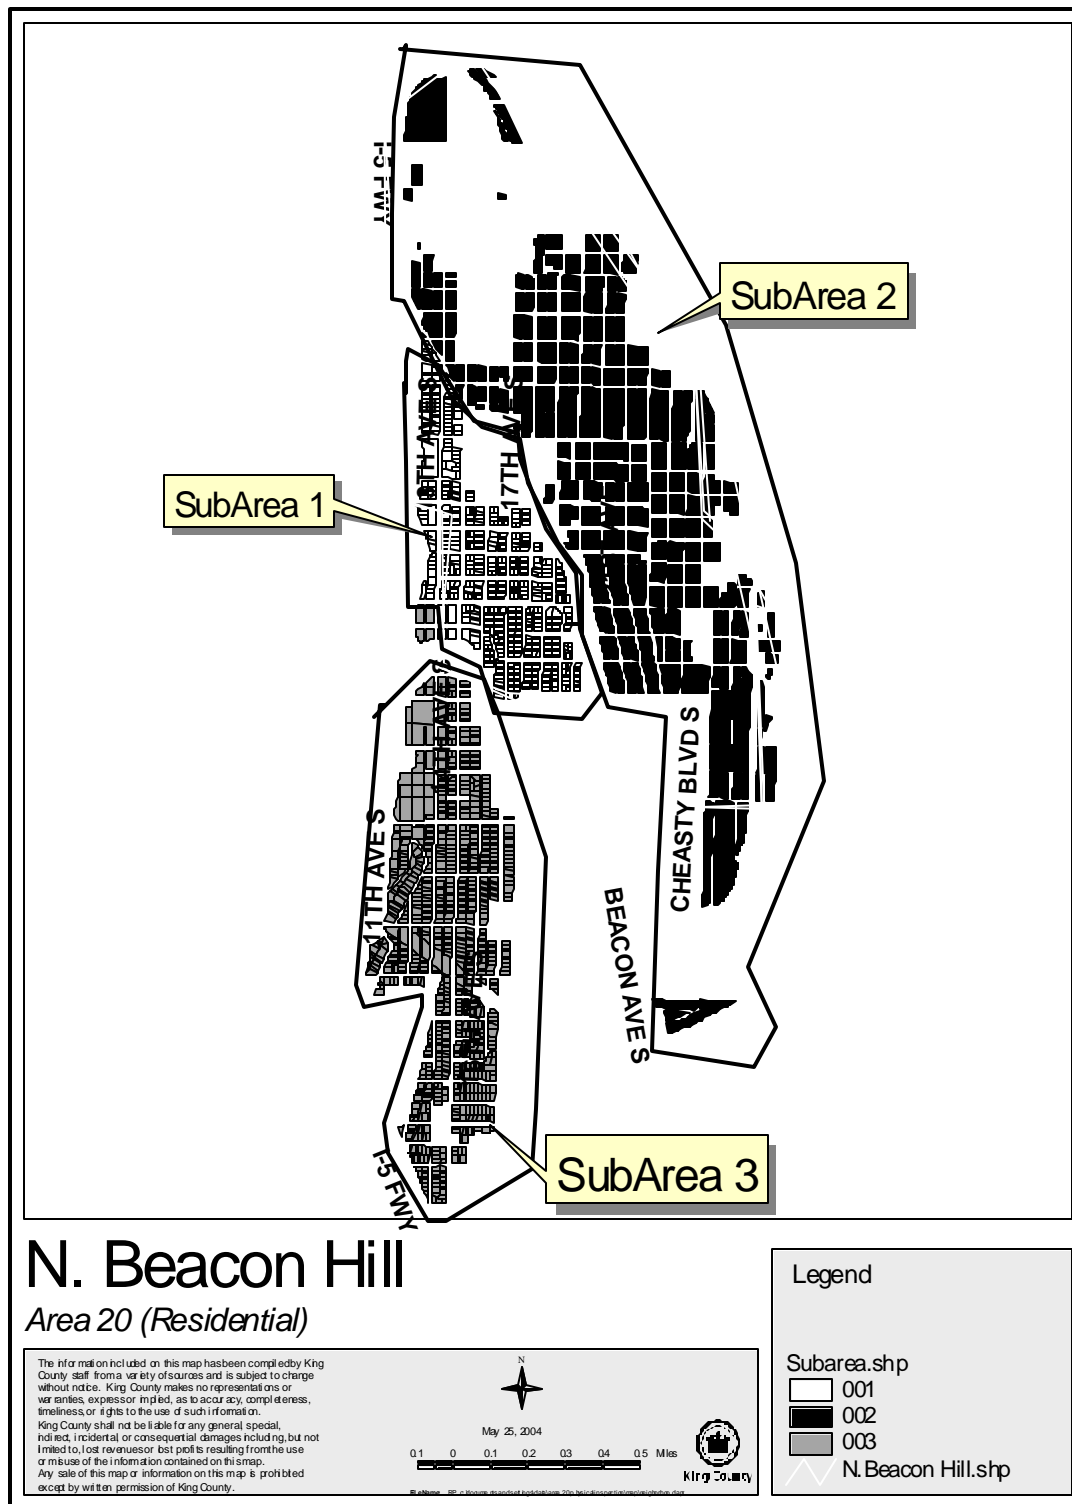 I-5 FWY
SubArea 2
17TH AVE S
SubArea 1
CHEASTY BLVD S
11TH AVE S
BEACON AVE S
SubArea 3
I-5 FWY
N. Beacon Hill
Area 20 (Residential)
The information included on this map has been compiled by King
County staff from a variety of sources and is subject to change
without notice. King County makes no representations or
warranties, express or implied, as to accuracy, completeness,
timeliness, or rights to the use of such information.
King County shall not be liable for any general, special,
indirect, incidental, or consequential damages including, but not
limited to, lost revenues or lost profits resulting from the use
or misuse of the information contained on this map.
Any sale of this map or information on this map is prohibited
except by written permission of King County.
N
May 25, 2004
0.1 0 0.1 0.2 0.3 0.4 0.5 Miles
King County
Legend
Subarea.shp
001
002
003
N. Beacon Hill.shp